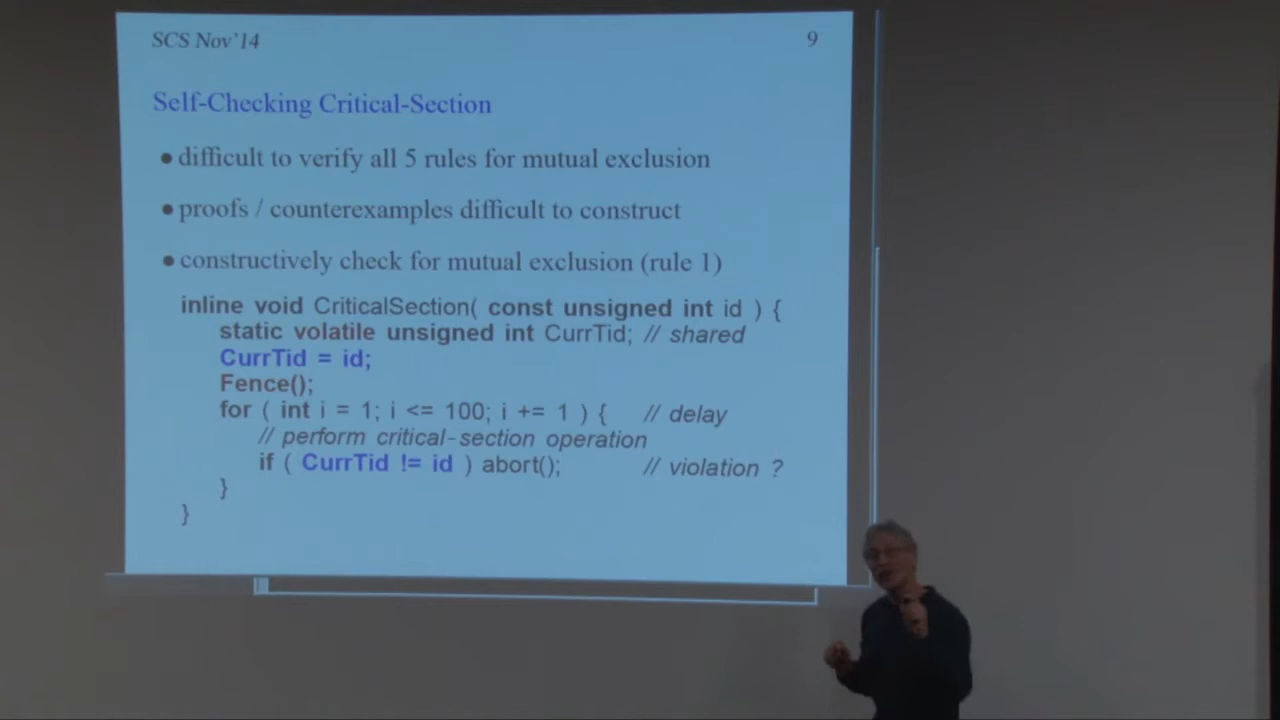 SCS Nov'14 9
Self-Checking Critical-Section
• difficult to verify all 5 rules for mutual exclusion
• proofs / counterexamples difficult to construct
• constructively check for mutual exclusion (rule 1)
inline void CriticalSection( const unsigned int id ) {
static volatile unsigned int CurrTid; // shared
CurrTid = id;
Fence();
for ( int i = 1; i <= 100; i += 1 ) { // delay
// perform critical-section operation
if ( CurrTid != id ) abort(); // violation ?
}
}